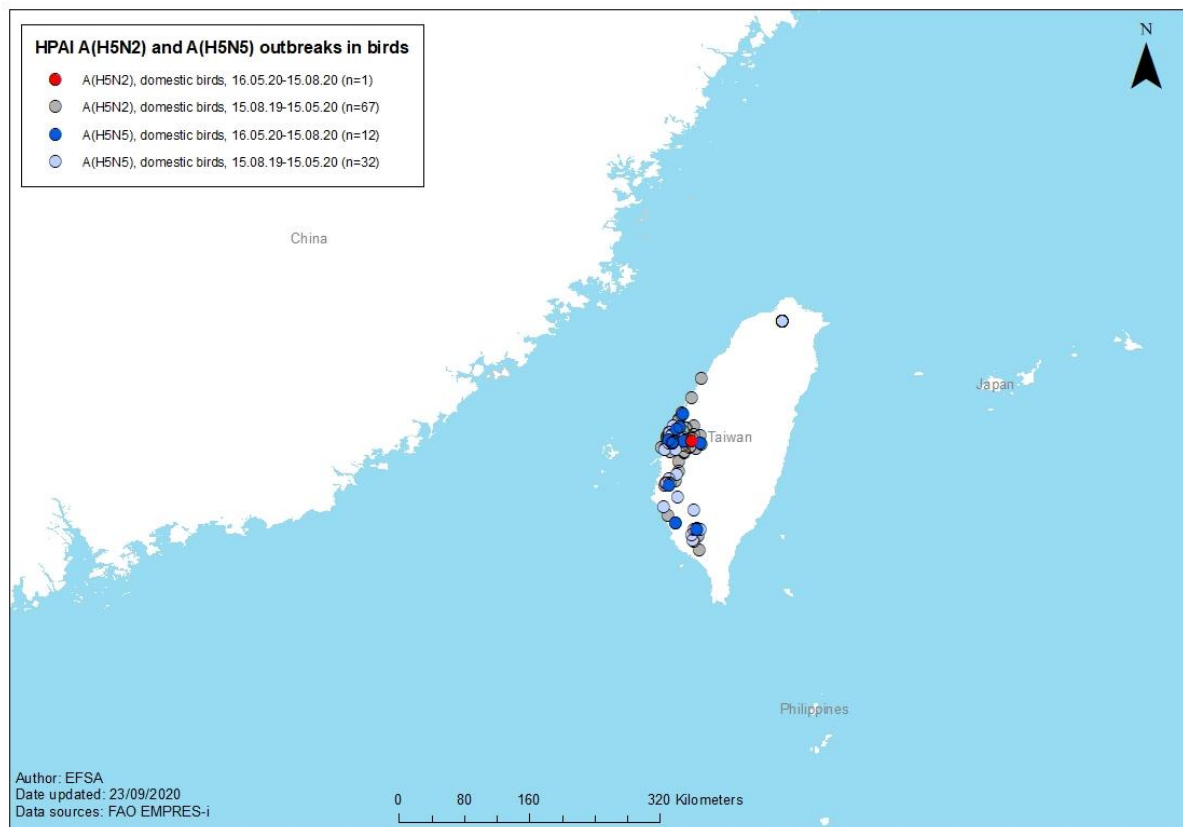 HPAI A(H5N2) and A(H5N5) outbreaks in birds
A(H5N2), domestic birds, 16.05.20-15.08.20 (n=1)
A(H5N2), domestic birds, 15.08.19-15.05.20 (n=67)
A(H5N5), domestic birds, 16.05.20-15.08.20 (n=12)
A(H5N5), domestic birds, 15.08.19-15.05.20 (n=32)
N
China
Japan
Taiwan
Philippines
Author: EFSA
Date updated: 23/09/2020
Data sources: FAO EMPRES-i
0 80 160 320 Kilometers